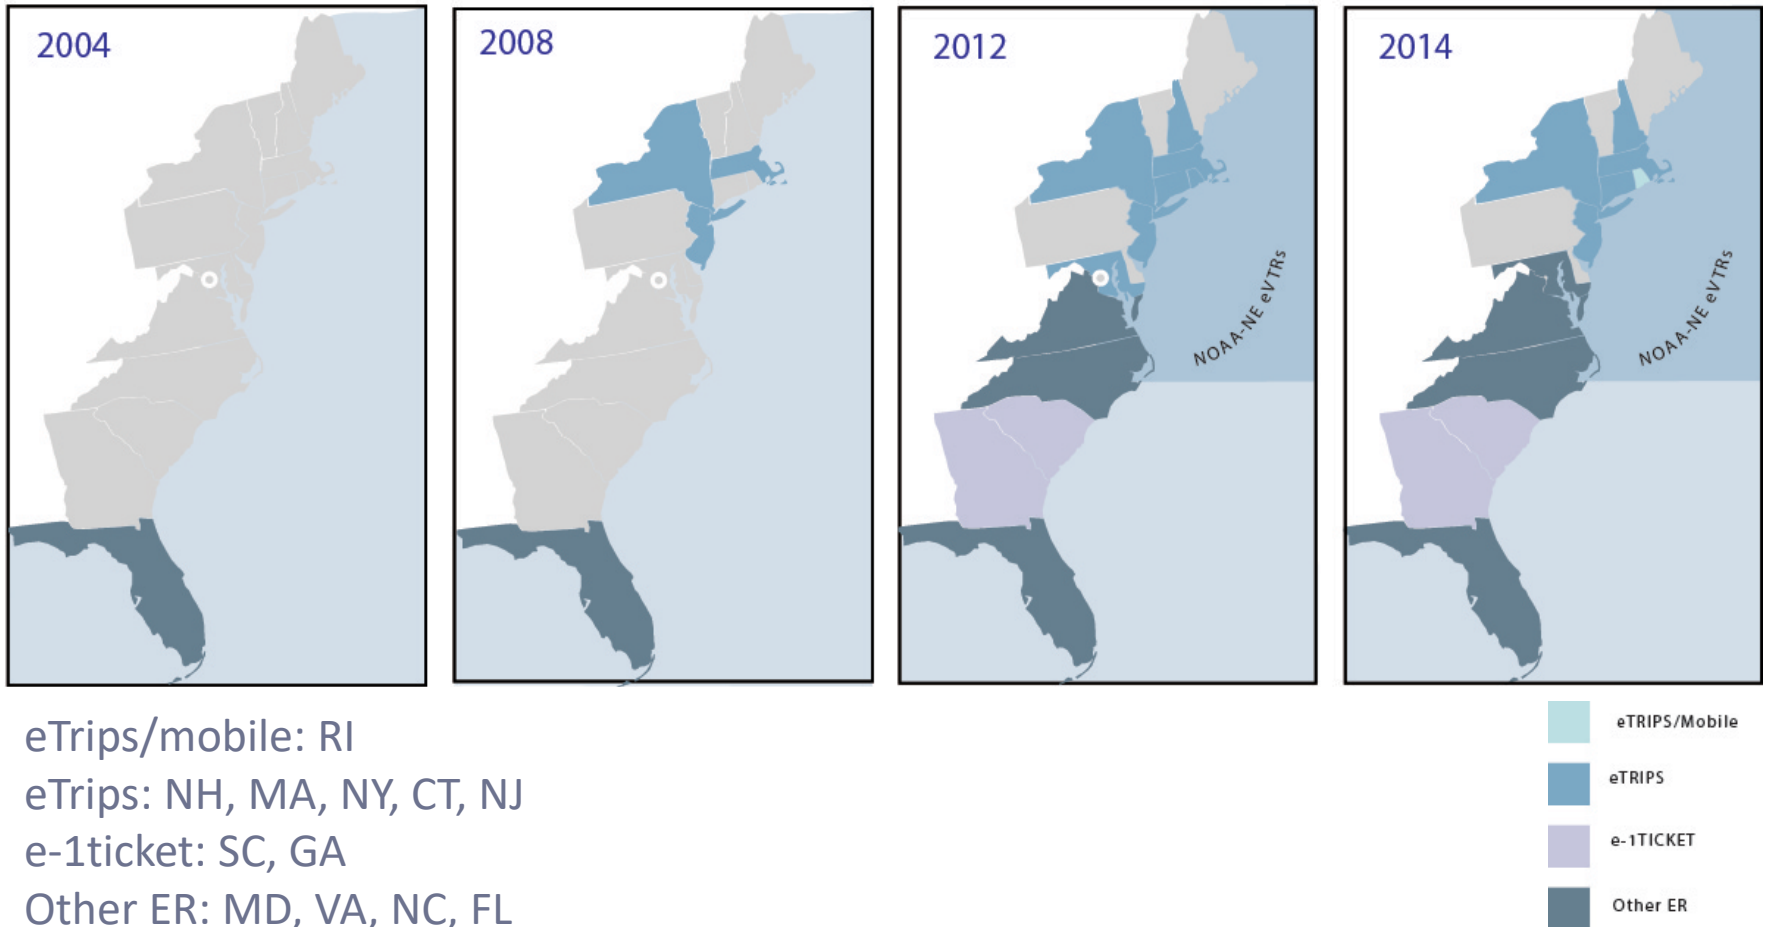 2004
2008
2012
2014
NOAA-NE eVTRs
NOAA-NE eVTRs
eTrips/mobile: RI
eTrips: NH, MA, NY, CT, NJ
e-1ticket: SC, GA
Other ER: MD, VA, NC, FL
eTRIPS/Mobile
eTRIPS
e-1TICKET
Other ER